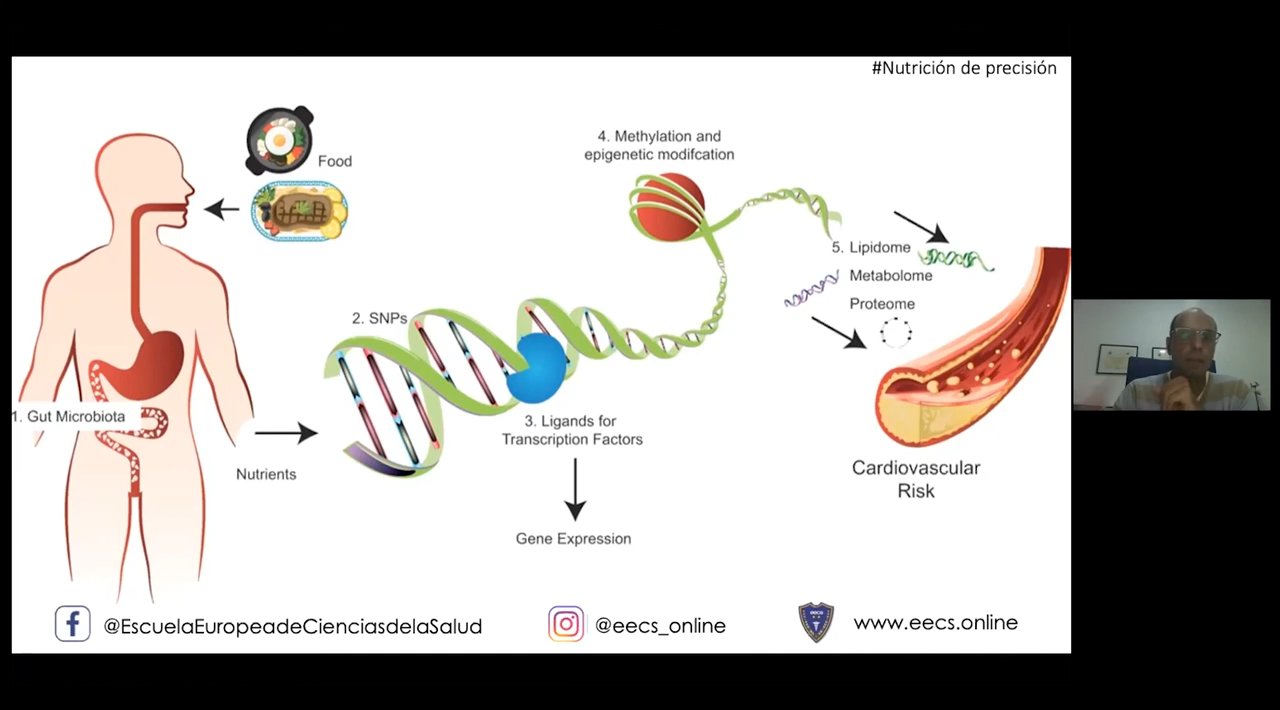 #Nutrición de precisión
Food
4. Methylation and
epigenetic modifcation
5. Lipidome
Metabolome
Proteome
2. SNPs
1. Gut Microbiota
3. Ligands for
Transcription Factors
Nutrients
Cardiovascular
Risk
Gene Expression
@EscuelaEuropeadeCienciasdelaSalud
@eecs_online
www.eecs.online